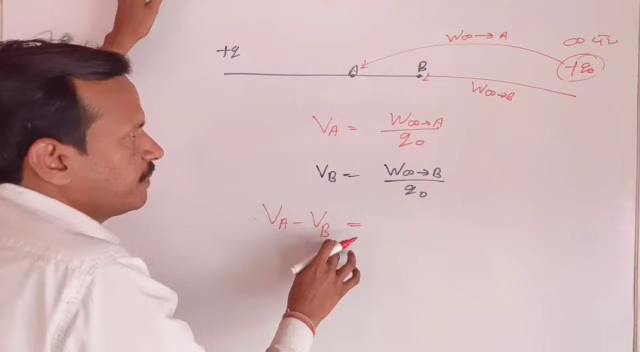 W∞→A
∞ पर
+q
A
B
+q₀
W∞→B
V_A = W∞→A / q₀
V_B = W∞→B / q₀
V_A - V_B =